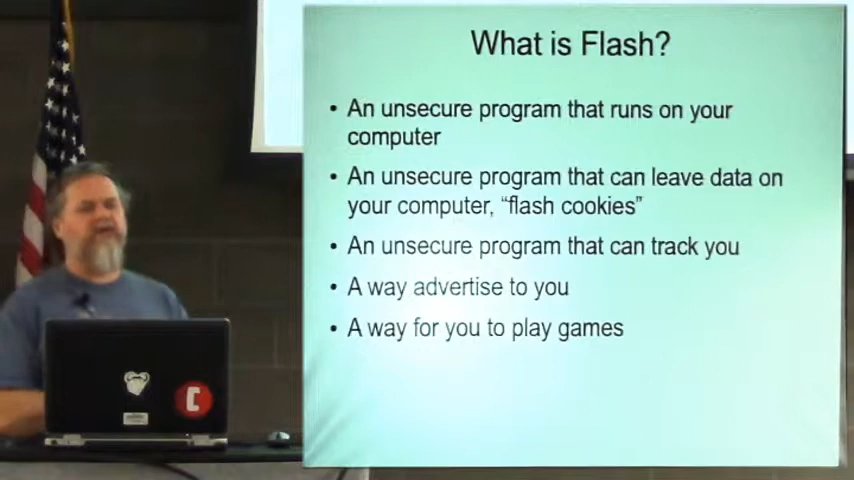 What is Flash?
• An unsecure program that runs on your
computer
• An unsecure program that can leave data on
your computer, “flash cookies”
• An unsecure program that can track you
• A way advertise to you
• A way for you to play games
C